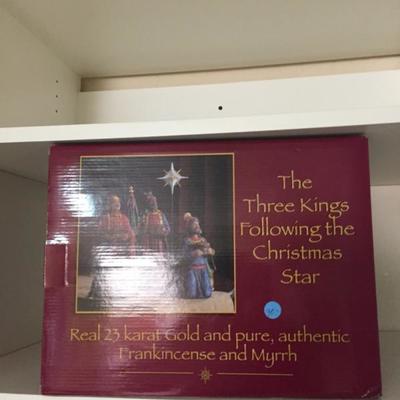 The
Three Kings
Following the
Christmas
Star
Real 23 karat Gold and pure, authentic
Frankincense and Myrrh